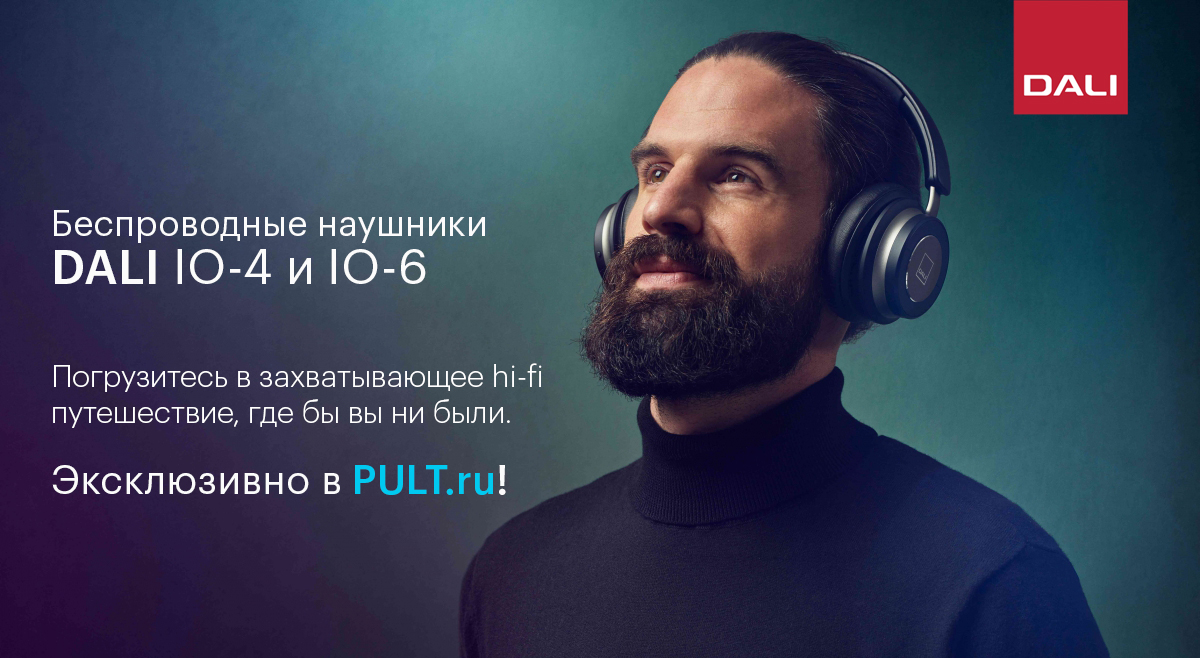 DALI
Беспроводные наушники
DALI IO-4 и IO-6
Погрузитесь в захватывающее hi-fi
путешествие, где бы вы ни были.
Эксклюзивно в PULT.ru!
DALI